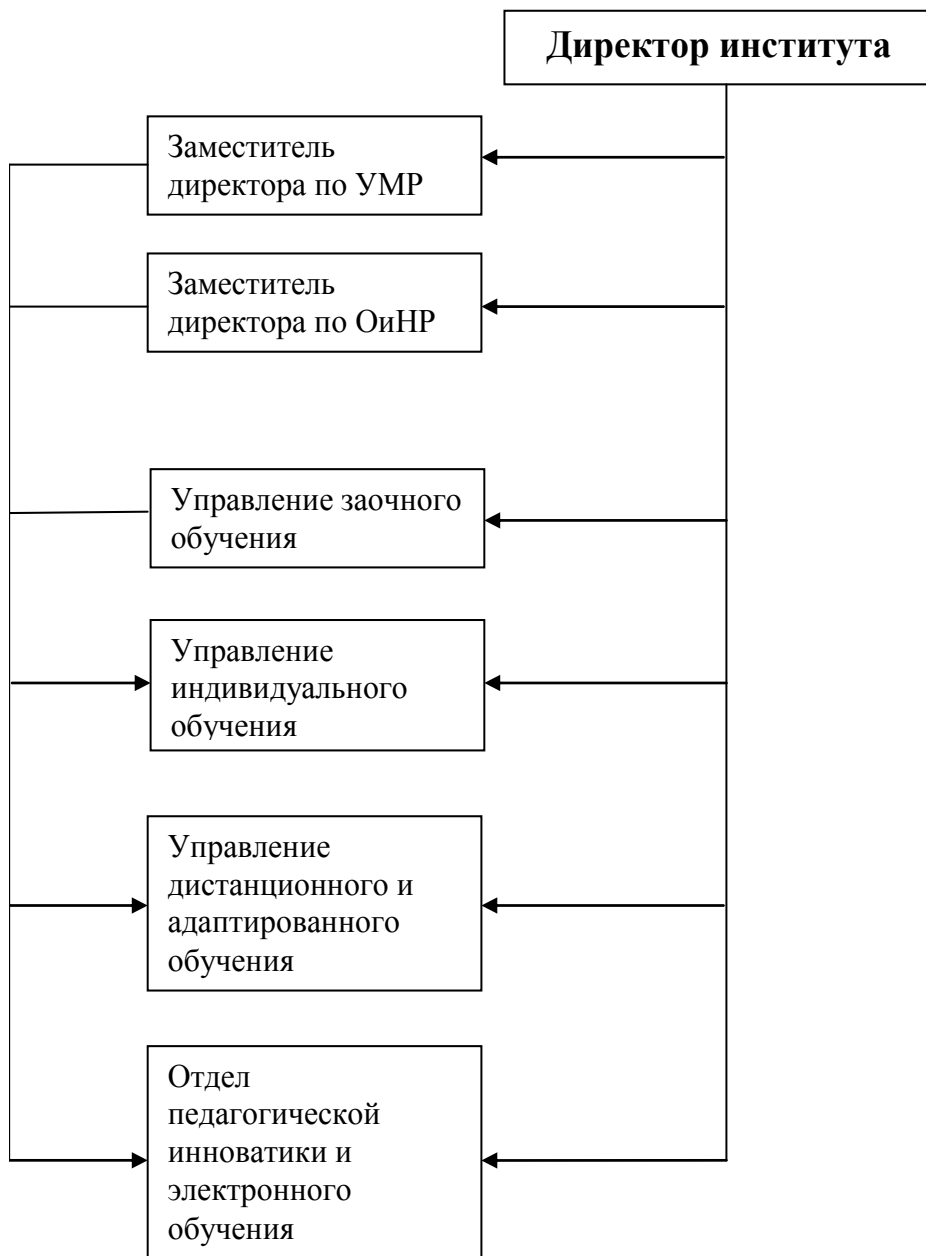 Директор института
Заместитель
директора по УМР
Заместитель
директора по ОиНР
Управление заочного
обучения
Управление
индивидуального
обучения
Управление
дистанционного и
адаптированного
обучения
Отдел
педагогической
инноватики и
электронного
обучения